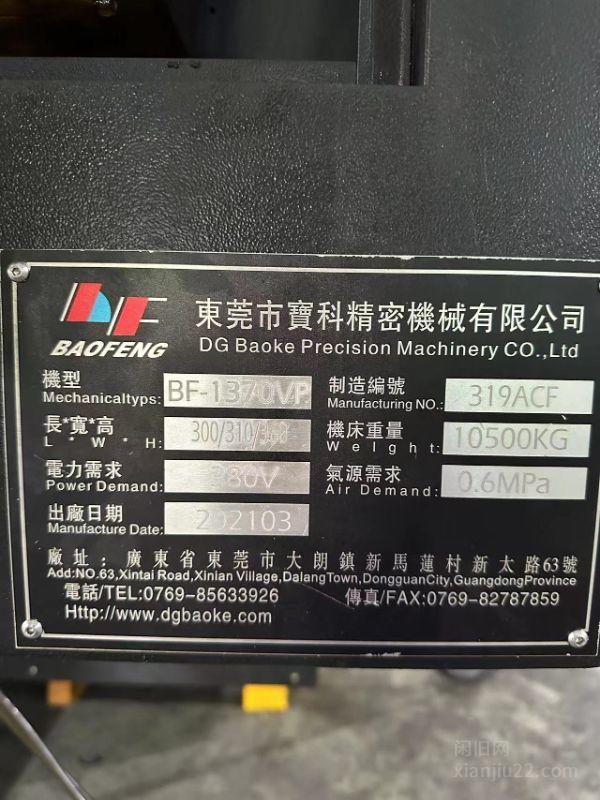 BAOFENG
東莞市寶科精密機械有限公司
DG Baoke Precision Machinery CO.,Ltd
機型 制造編號
Mechanicaltyps: BF-1370VP Manufacturing NO.: 319ACF
長*寬*高 機床重量
L * W * H: 300/310/ Weight: 10500KG
電力需求 氣源需求
Power Demand: 380V Air Demand: 0.6MPa
出廠日期
Manufacture Date: 202103
廠址：廣東省東莞市大朗鎮新馬蓮村新太路63號
Add:NO.63,Xintai Road,Xinlan Village,DalangTown,DongguanCity,GuangdongProvince
電話/TEL:0769-85633926 傳真/FAX:0769-82787859
Http://www.dgbaoke.com
闲旧网
xianjiu22.com